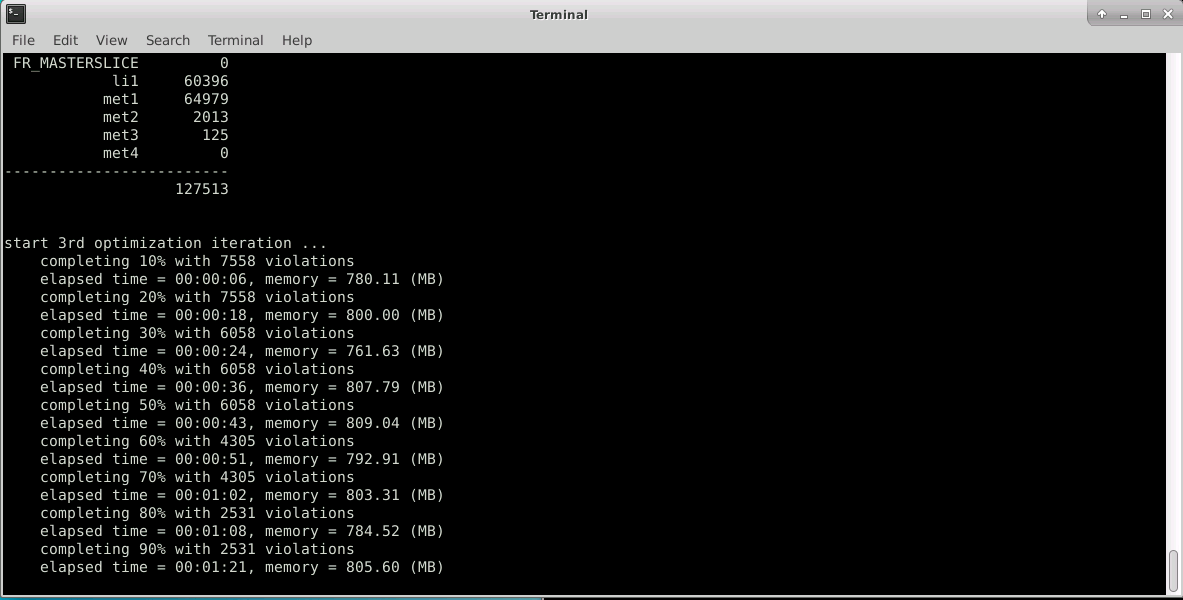 Terminal
File Edit View Search Terminal Help
FR_MASTERSLICE 0
li1 60396
met1 64979
met2 2013
met3 125
met4 0
-------------------------
127513
start 3rd optimization iteration ...
completing 10% with 7558 violations
elapsed time = 00:00:06, memory = 780.11 (MB)
completing 20% with 7558 violations
elapsed time = 00:00:18, memory = 800.00 (MB)
completing 30% with 6058 violations
elapsed time = 00:00:24, memory = 761.63 (MB)
completing 40% with 6058 violations
elapsed time = 00:00:36, memory = 807.79 (MB)
completing 50% with 6058 violations
elapsed time = 00:00:43, memory = 809.04 (MB)
completing 60% with 4305 violations
elapsed time = 00:00:51, memory = 792.91 (MB)
completing 70% with 4305 violations
elapsed time = 00:01:02, memory = 803.31 (MB)
completing 80% with 2531 violations
elapsed time = 00:01:08, memory = 784.52 (MB)
completing 90% with 2531 violations
elapsed time = 00:01:21, memory = 805.60 (MB)